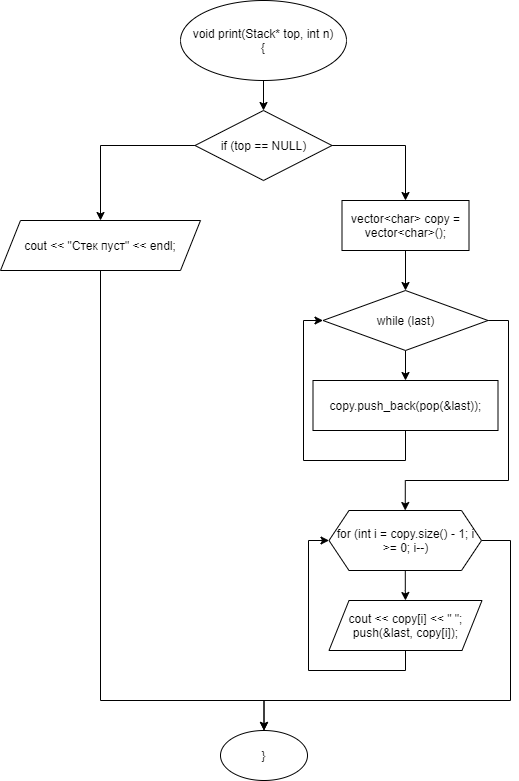 void print(Stack* top, int n)
{
if (top == NULL)
cout << "Стек пуст" << endl;
vector<char> copy =
vector<char>();
while (last)
copy.push_back(pop(&last));
for (int i = copy.size() - 1; i
>= 0; i--)
cout << copy[i] << " ";
push(&last, copy[i]);
}